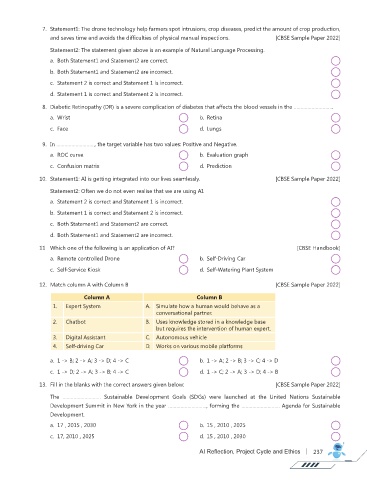 7. Statement1: The drone technology help farmers spot intrusions, crop diseases, predict the amount of crop production, and saves time and avoids the difficulties of physical manual inspections. [CBSE Sample Paper 2022]
Statement2: The statement given above is an example of Natural Language Processing.
a. Both Statement1 and Statement2 are correct.
b. Both Statement1 and Statement2 are incorrect.
c. Statement 2 is correct and Statement 1 is incorrect.
d. Statement 1 is correct and Statement 2 is incorrect.
8. Diabetic Retinopathy (DR) is a severe complication of diabetes that affects the blood vessels in the ........................
a. Wrist b. Retina
c. Face d. Lungs
9. In ........................, the target variable has two values: Positive and Negative.
a. ROC curve b. Evaluation graph
c. Confusion matrix d. Prediction
10. Statement1: AI is getting integrated into our lives seamlessly. [CBSE Sample Paper 2022]
Statement2: Often we do not even realise that we are using AI.
a. Statement 2 is correct and Statement 1 is incorrect.
b. Statement 1 is correct and Statement 2 is incorrect.
c. Both Statement1 and Statement2 are correct.
d. Both Statement1 and Statement2 are incorrect.
11. Which one of the following is an application of AI? [CBSE Handbook]
a. Remote controlled Drone b. Self-Driving Car
c. Self-Service Kiosk d. Self-Watering Plant System
12. Match column A with Column B [CBSE Sample Paper 2022]
Column A Column B
1. Expert System A. Simulate how a human would behave as a conversational partner.
2. Chatbot B. Uses knowledge stored in a knowledge base but requires the intervention of human expert.
3. Digital Assistant C. Autonomous vehicle
4. Self-driving Car D. Works on various mobile platforms
a. 1 -> B; 2 -> A; 3 -> D; 4 -> C b. 1 -> A; 2 -> B; 3 -> C; 4 -> D
c. 1 -> D; 2 -> A; 3 -> B; 4 -> C d. 1 -> C; 2 -> A; 3 -> D; 4 -> B
13. Fill in the blanks with the correct answers given below: [CBSE Sample Paper 2022]
The ........................ Sustainable Development Goals (SDGs) were launched at the United Nations Sustainable
Development Summit in New York in the year ........................, forming the ........................ Agenda for Sustainable
Development.
a. 17 , 2015 , 2030 b. 15 , 2010 , 2025
c. 17, 2010 , 2025 d. 15 , 2010 , 2030
AI Reflection, Project Cycle and Ethics 237